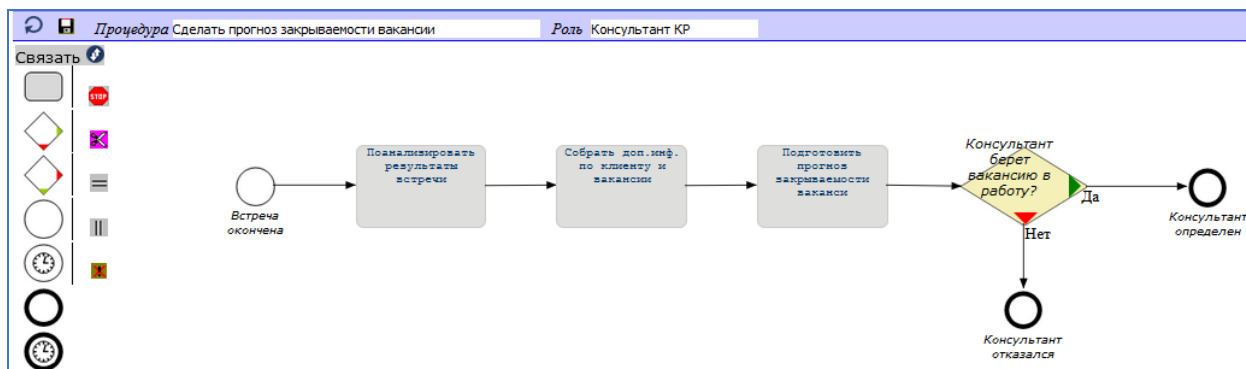 Процедура Сделать прогноз закрываемости вакансии Роль Консультант КР
Связать
STOP
Встреча
окончена
Поанализировать
результаты
встречи
Собрать доп.инф.
по клиенту и
вакансии
Подготовить
прогноз
закрываемости
ваканси
Консультант
берет
вакансию в
работу?
Да
Нет
Консультант
определен
Консультант
отказался